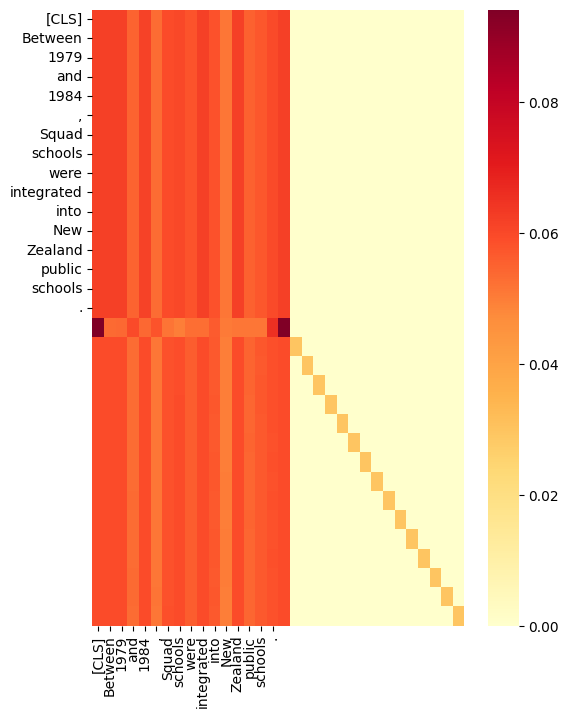 [CLS]
Between
1979
and
1984
,
Squad
schools
were
integrated
into
New
Zealand
public
schools
.
0.08
0.06
0.04
0.02
0.00
[CLS]
Between
1979
and
1984
,
Squad
schools
were
integrated
into
New
Zealand
public
schools
.